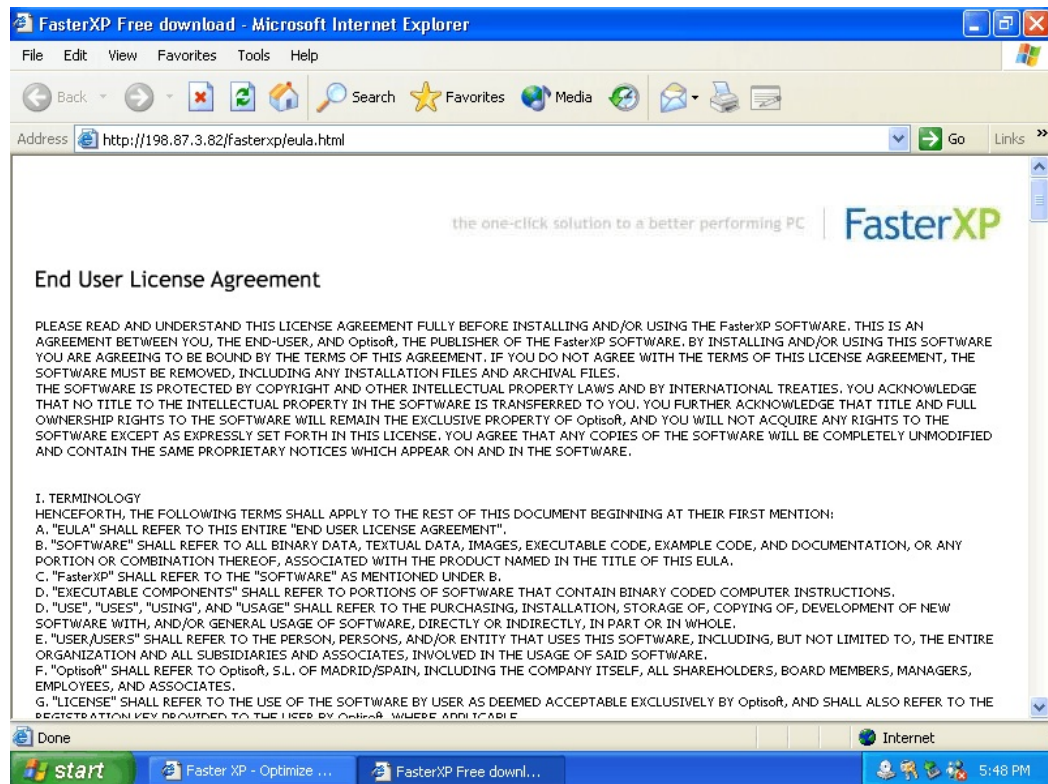 FasterXP Free download - Microsoft Internet Explorer
File Edit View Favorites Tools Help
Back Search Favorites Media
Address http://198.87.3.82/fasterxp/eula.html Go Links »
the one-click solution to a better performing PC FasterXP
End User License Agreement
PLEASE READ AND UNDERSTAND THIS LICENSE AGREEMENT FULLY BEFORE INSTALLING AND/OR USING THE FasterXP SOFTWARE. THIS IS AN
AGREEMENT BETWEEN YOU, THE END-USER, AND Optisoft, THE PUBLISHER OF THE FasterXP SOFTWARE. BY INSTALLING AND/OR USING THIS SOFTWARE
YOU ARE AGREEING TO BE BOUND BY THE TERMS OF THIS AGREEMENT. IF YOU DO NOT AGREE WITH THE TERMS OF THIS LICENSE AGREEMENT, THE
SOFTWARE MUST BE REMOVED, INCLUDING ANY INSTALLATION FILES AND ARCHIVAL FILES.
THE SOFTWARE IS PROTECTED BY COPYRIGHT AND OTHER INTELLECTUAL PROPERTY LAWS AND BY INTERNATIONAL TREATIES. YOU ACKNOWLEDGE
THAT NO TITLE TO THE INTELLECTUAL PROPERTY IN THE SOFTWARE IS TRANSFERRED TO YOU. YOU FURTHER ACKNOWLEDGE THAT TITLE AND FULL
OWNERSHIP RIGHTS TO THE SOFTWARE WILL REMAIN THE EXCLUSIVE PROPERTY OF Optisoft, AND YOU WILL NOT ACQUIRE ANY RIGHTS TO THE
SOFTWARE EXCEPT AS EXPRESSLY SET FORTH IN THIS LICENSE. YOU AGREE THAT ANY COPIES OF THE SOFTWARE WILL BE COMPLETELY UNMODIFIED
AND CONTAIN THE SAME PROPRIETARY NOTICES WHICH APPEAR ON AND IN THE SOFTWARE.
I. TERMINOLOGY
HENCEFORTH, THE FOLLOWING TERMS SHALL APPLY TO THE REST OF THIS DOCUMENT BEGINNING AT THEIR FIRST MENTION:
A. "EULA" SHALL REFER TO THIS ENTIRE "END USER LICENSE AGREEMENT".
B. "SOFTWARE" SHALL REFER TO ALL BINARY DATA, TEXTUAL DATA, IMAGES, EXECUTABLE CODE, EXAMPLE CODE, AND DOCUMENTATION, OR ANY
PORTION OR COMBINATION THEREOF, ASSOCIATED WITH THE PRODUCT NAMED IN THE TITLE OF THIS EULA.
C. "FasterXP" SHALL REFER TO THE "SOFTWARE" AS MENTIONED UNDER B.
D. "EXECUTABLE COMPONENTS" SHALL REFER TO PORTIONS OF SOFTWARE THAT CONTAIN BINARY CODED COMPUTER INSTRUCTIONS.
D. "USE", "USES", "USING", AND "USAGE" SHALL REFER TO THE PURCHASING, INSTALLATION, STORAGE OF, COPYING OF, DEVELOPMENT OF NEW
SOFTWARE WITH, AND/OR GENERAL USAGE OF SOFTWARE, DIRECTLY OR INDIRECTLY, IN PART OR IN WHOLE.
E. "USER/USERS" SHALL REFER TO THE PERSON, PERSONS, AND/OR ENTITY THAT USES THIS SOFTWARE, INCLUDING, BUT NOT LIMITED TO, THE ENTIRE
ORGANIZATION AND ALL SUBSIDIARIES AND ASSOCIATES, INVOLVED IN THE USAGE OF SAID SOFTWARE.
F. "Optisoft" SHALL REFER TO Optisoft, S.L. OF MADRID/SPAIN, INCLUDING THE COMPANY ITSELF, ALL SHAREHOLDERS, BOARD MEMBERS, MANAGERS,
EMPLOYEES, AND ASSOCIATES.
G. "LICENSE" SHALL REFER TO THE USE OF THE SOFTWARE BY USER AS DEEMED ACCEPTABLE EXCLUSIVELY BY Optisoft, AND SHALL ALSO REFER TO THE
REGISTRATION KEY PROVIDED TO THE USER BY Optisoft, WHERE APPLICABLE.
Done Internet
start Faster XP - Optimize ... FasterXP Free downl... 5:48 PM